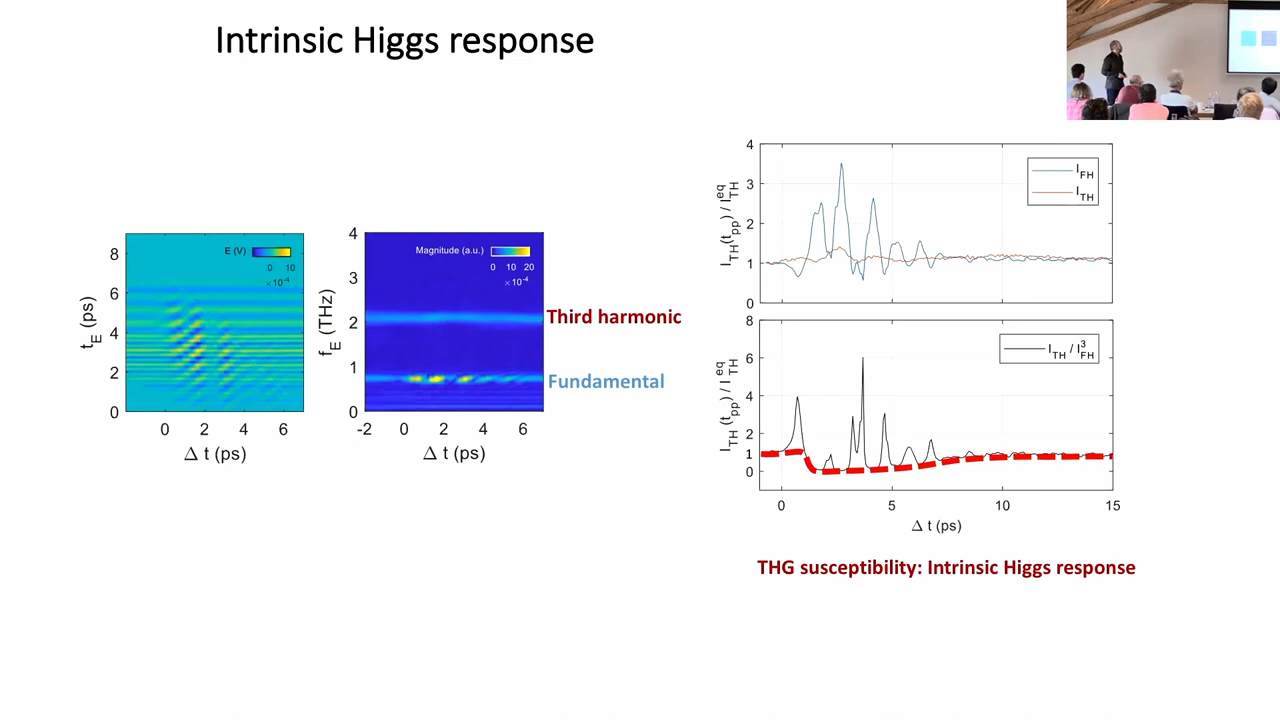 Intrinsic Higgs response
E (V)
0 10
×10⁻⁴
8
6
4
2
0
t_E (ps)
0 2 4 6
Δ t (ps)
Magnitude (a.u.)
0 10 20
×10⁻⁴
4
3
2
1
0
f_E (THz)
-2 0 2 4 6
Δ t (ps)
Third harmonic
Fundamental
4
3
2
1
0
I_TH(t_pp) / I_TH^eq
I_FH
I_TH
8
6
4
2
1
0
I_TH (t_pp) / I_TH^eq
I_TH / I_FH^3
0 5 10 15
Δ t (ps)
THG susceptibility: Intrinsic Higgs response